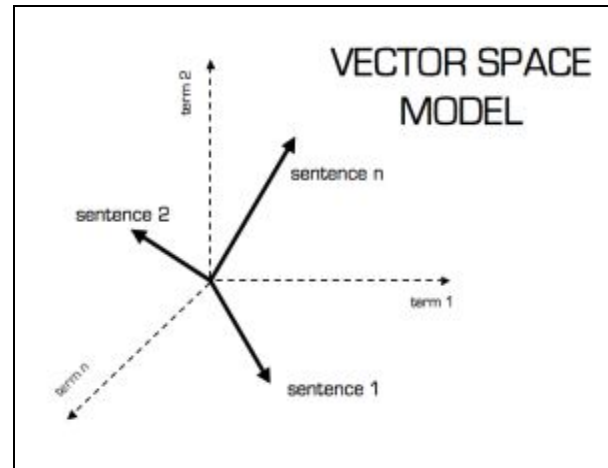 VECTOR SPACE
MODEL
term 2
sentence n
sentence 2
term 1
term n
sentence 1